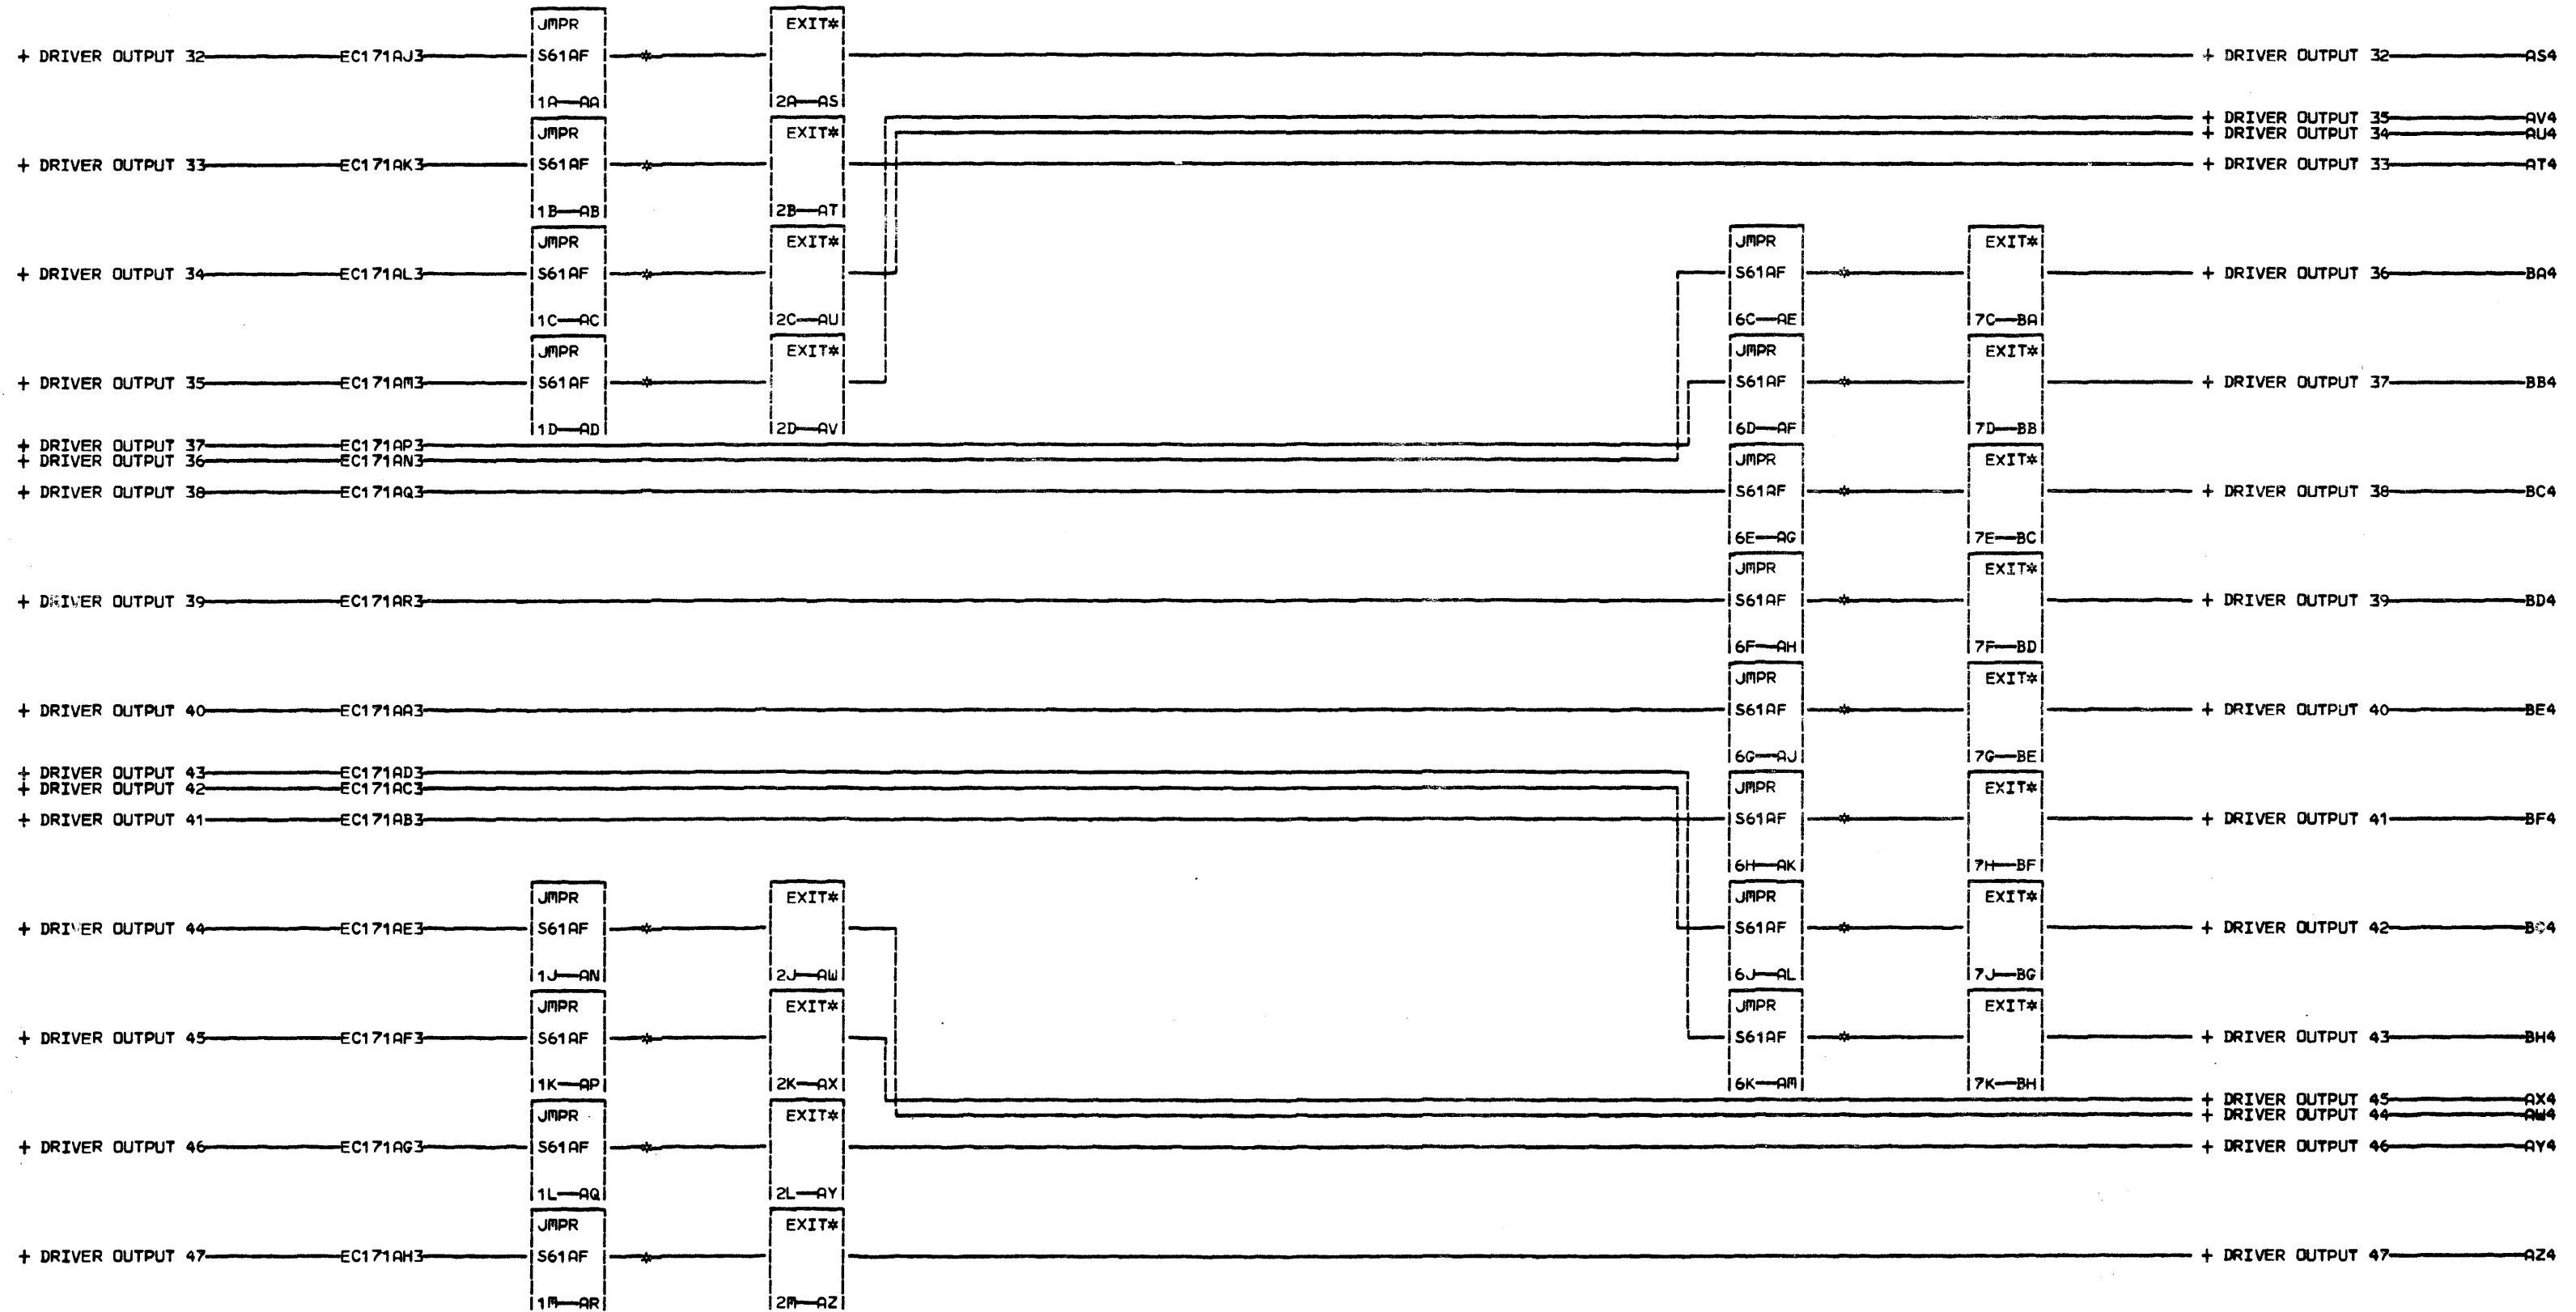 JMPR EXIT*
+ DRIVER OUTPUT 32 EC171AJ3 S61AF * + DRIVER OUTPUT 32 AS4
1A AA 2A AS
+ DRIVER OUTPUT 35 AV4
JMPR EXIT* + DRIVER OUTPUT 34 AU4
+ DRIVER OUTPUT 33 EC171AK3 S61AF * + DRIVER OUTPUT 33 AT4
1B AB 2B AT
JMPR EXIT* JMPR EXIT*
+ DRIVER OUTPUT 34 EC171AL3 S61AF * S61AF * + DRIVER OUTPUT 36 BA4
1C AC 2C AU 6C AE 7C BA
JMPR EXIT* JMPR EXIT*
+ DRIVER OUTPUT 35 EC171AM3 S61AF * S61AF * + DRIVER OUTPUT 37 BB4
1D AD 2D AV 6D AF 7D BB
+ DRIVER OUTPUT 37 EC171AP3
+ DRIVER OUTPUT 36 EC171AN3 JMPR EXIT*
+ DRIVER OUTPUT 38 EC171AQ3 S61AF * + DRIVER OUTPUT 38 BC4
6E AG 7E BC
JMPR EXIT*
+ DRIVER OUTPUT 39 EC171AR3 S61AF * + DRIVER OUTPUT 39 BD4
6F AH 7F BD
JMPR EXIT*
+ DRIVER OUTPUT 40 EC171AA3 S61AF * + DRIVER OUTPUT 40 BE4
6G AJ 7G BE
+ DRIVER OUTPUT 43 EC171AD3
+ DRIVER OUTPUT 42 EC171AC3 JMPR EXIT*
+ DRIVER OUTPUT 41 EC171AB3 S61AF * + DRIVER OUTPUT 41 BF4
6H AK 7H BF
JMPR EXIT* JMPR EXIT*
+ DRIVER OUTPUT 44 EC171AE3 S61AF * S61AF * + DRIVER OUTPUT 42 BG4
1J AN 2J AW 6J AL 7J BG
JMPR EXIT* JMPR EXIT*
+ DRIVER OUTPUT 45 EC171AF3 S61AF * S61AF * + DRIVER OUTPUT 43 BH4
1K AP 2K AX 6K AM 7K BH
+ DRIVER OUTPUT 45 AX4
JMPR EXIT* + DRIVER OUTPUT 44 AW4
+ DRIVER OUTPUT 46 EC171AG3 S61AF * + DRIVER OUTPUT 46 AY4
1L AQ 2L AY
JMPR EXIT*
+ DRIVER OUTPUT 47 EC171AH3 S61AF * + DRIVER OUTPUT 47 AZ4
1M AR 2M AZ